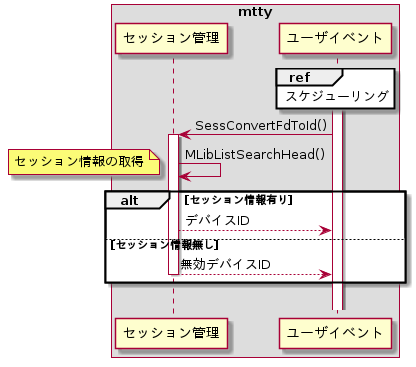 mtty
セッション管理
ユーザイベント
ref
スケジューリング
SessConvertFdToId()
MLibListSearchHead()
セッション情報の取得
alt
[セッション情報有り]
デバイスID
[セッション情報無し]
無効デバイスID
セッション管理
ユーザイベント